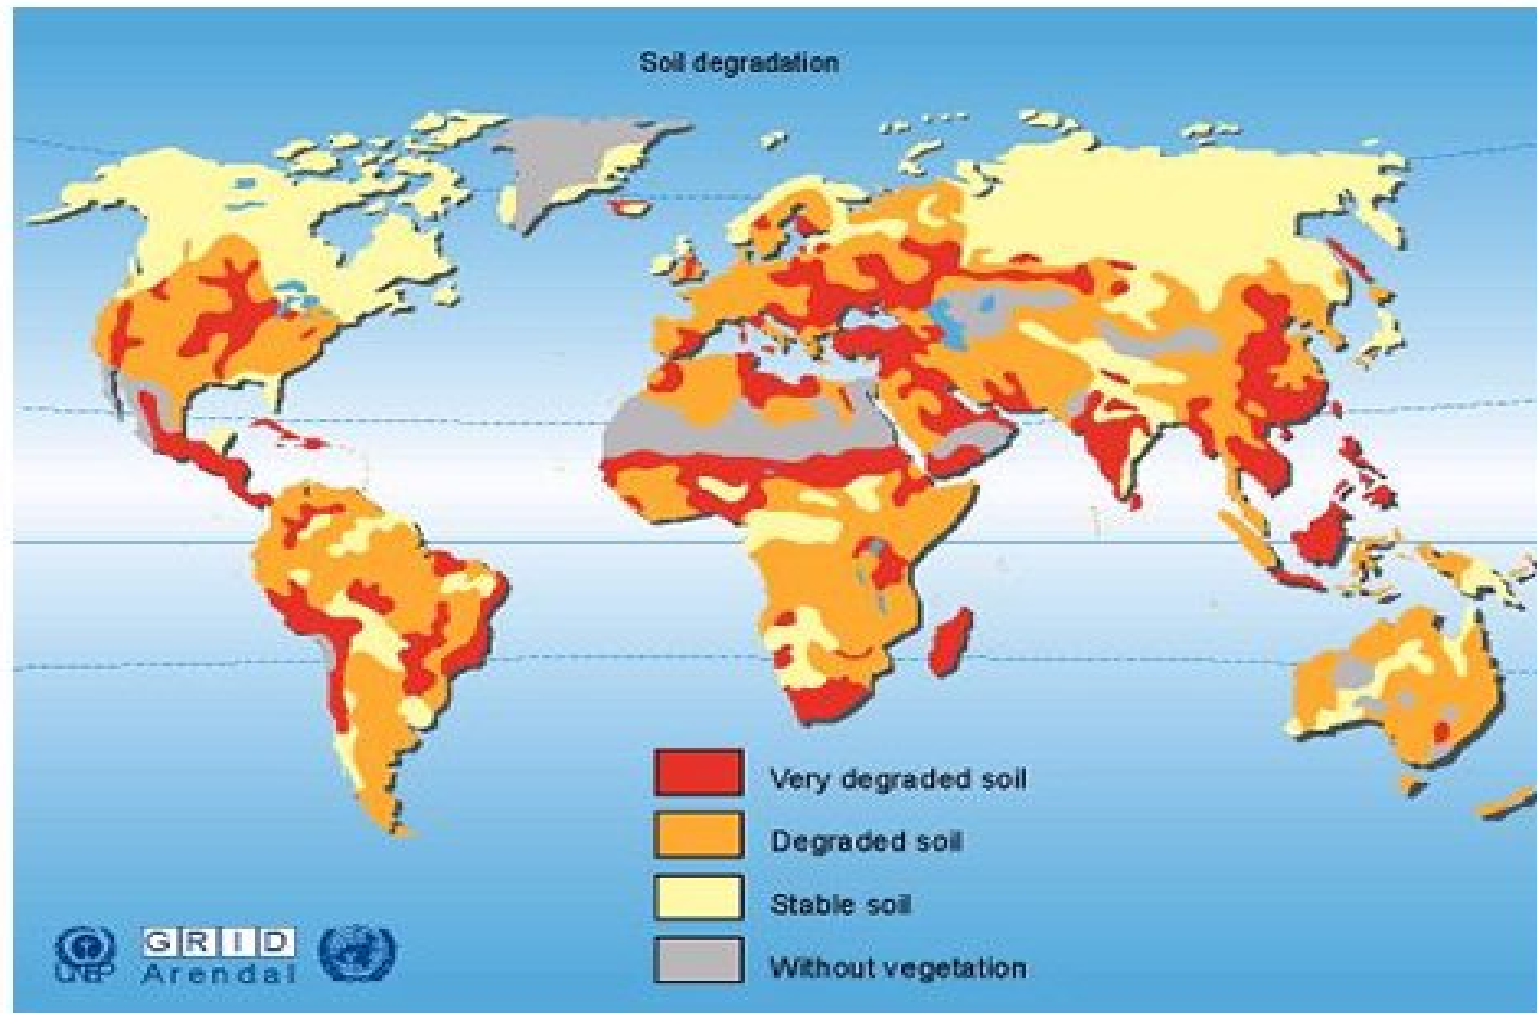 Soil degradation
Very degraded soil
Degraded soil
Stable soil
Without vegetation
UNEP
GRID
Arendal